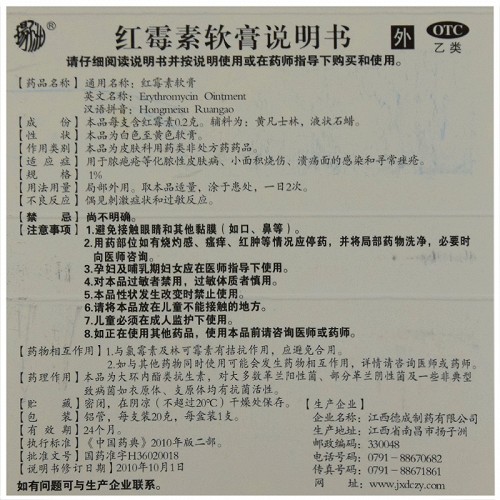 红霉素软膏说明书
外
OTC
乙类
请仔细阅读说明书并按说明使用或在药师指导下购买和使用。
【药品名称】通用名称：红霉素软膏
英文名称：Erythromycin Ointment
汉语拼音：Hongmeisu Ruangao
【成 份】本品每支含红霉素0.2克。辅料为：黄凡士林，液状石蜡。
【性 状】本品为白色至黄色软膏。
【作用类别】本品为皮肤科用药类非处方药药品。
【适 应 症】用于脓疱疮等化脓性皮肤病、小面积烧伤、溃疡面的感染和寻常痤疮。
【规 格】1%
【用法用量】局部外用。取本品适量，涂于患处，一日2次。
【不良反应】偶见刺激症状和过敏反应。
【禁 忌】尚不明确。
【注意事项】1.避免接触眼睛和其他黏膜（如口、鼻等）。
2.用药部位如有烧灼感、瘙痒、红肿等情况应停药，并将局部药物洗净，必要时
向医师咨询。
3.孕妇及哺乳期妇女应在医师指导下使用。
4.对本品过敏者禁用，过敏体质者慎用。
5.本品性状发生改变时禁止使用。
6.请将本品放在儿童不能接触的地方。
7.儿童必须在成人监护下使用。
8.如正在使用其他药品，使用本品前请咨询医师或药师。
【药物相互作用】1.与氯霉素及林可霉素有拮抗作用，应避免合用。
2.如与其他药物同时使用可能会发生药物相互作用，详情请咨询医师或药师。
【药理作用】本品为大环内酯类抗生素，对大多数革兰阳性菌、部分革兰阴性菌及一些非典型
致病菌如衣原体、支原体均有抗菌活性。
【贮 藏】密闭，在阴凉（不超过20℃）干燥处保存。
【包 装】铝管，每支装20克，每盒装1支。
【有 效 期】24个月。
【执行标准】《中国药典》2010年版二部。
【批准文号】国药准字H36020018
【说明书修订日期】2010年10月1日
如有问题可与生产企业联系。
【生产企业】
企业名称：江西德成制药有限公司
生产地址：江西省南昌市扬子洲
邮政编码：330048
电话号码：0791-88670682
传真号码：0791-88671861
网 址：www.jxdczy.com